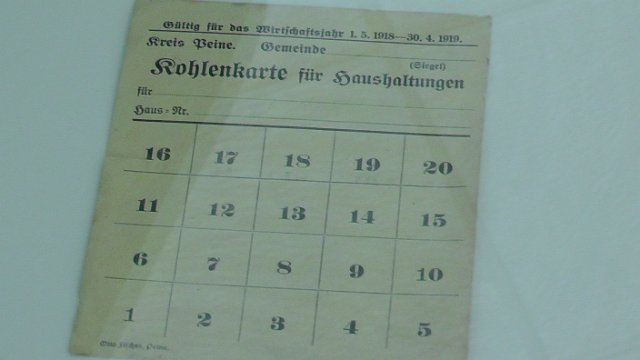 Gültig für das Wirtschaftsjahr 1. 5. 1918—30. 4. 1919.
Kreis Peine. Gemeinde
(Siegel)
Kohlenkarte für Haushaltungen
für
Haus=Nr.
16 17 18 19 20
11 12 13 14 15
6 7 8 9 10
1 2 3 4 5
Peine.